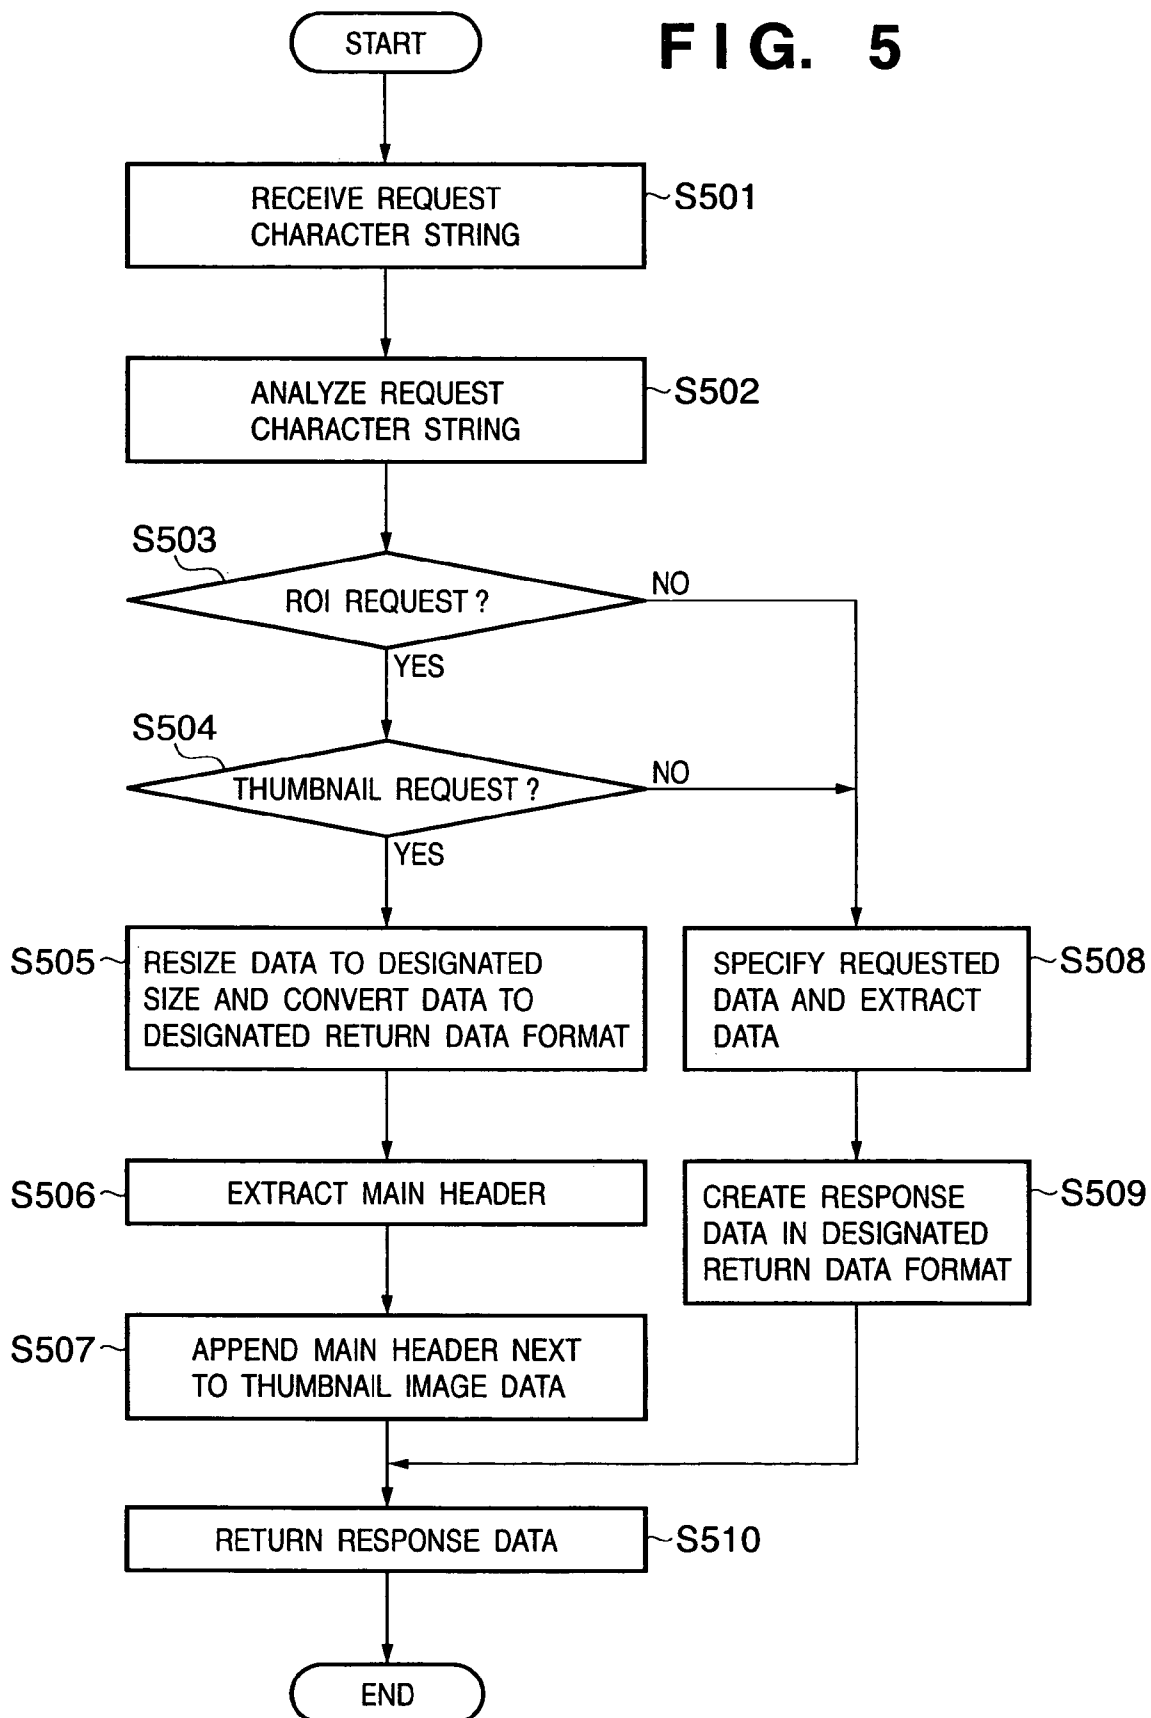 FIG. 5
START
RECEIVE REQUEST
CHARACTER STRING
S501
ANALYZE REQUEST
CHARACTER STRING
S502
S503
ROI REQUEST ?
NO
YES
S504
THUMBNAIL REQUEST ?
NO
YES
S505
RESIZE DATA TO DESIGNATED
SIZE AND CONVERT DATA TO
DESIGNATED RETURN DATA FORMAT
SPECIFY REQUESTED
DATA AND EXTRACT
DATA
S508
S506
EXTRACT MAIN HEADER
CREATE RESPONSE
DATA IN DESIGNATED
RETURN DATA FORMAT
S509
S507
APPEND MAIN HEADER NEXT
TO THUMBNAIL IMAGE DATA
RETURN RESPONSE DATA
S510
END